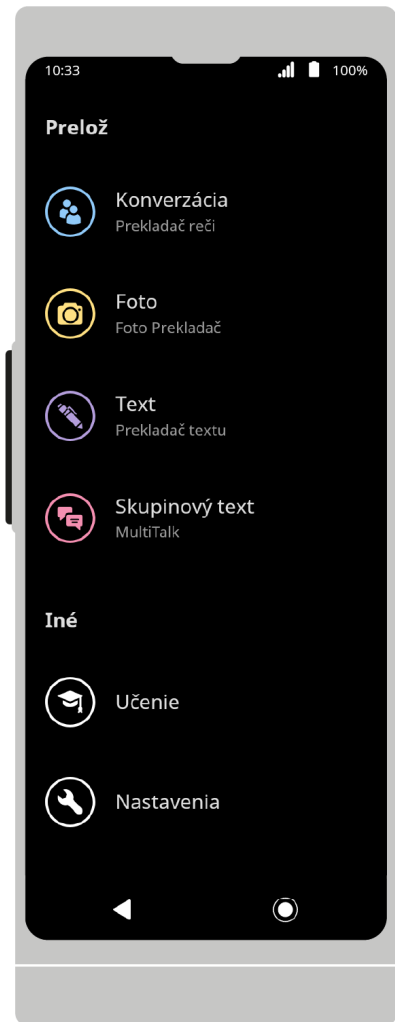 10:33 100%
Prelož
Konverzácia
Prekladač reči
Foto
Foto Prekladač
Text
Prekladač textu
Skupinový text
MultiTalk
Iné
Učenie
Nastavenia